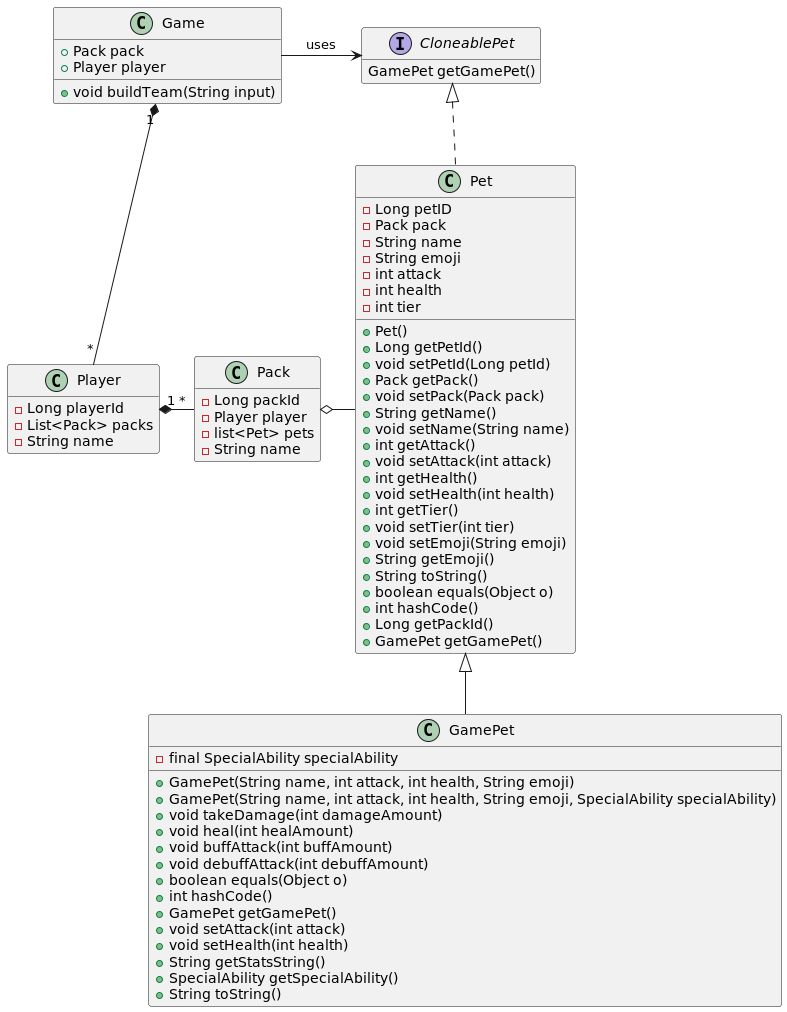 C Game
Pack pack
Player player
void buildTeam(String input)
uses
I CloneablePet
GamePet getGamePet()
1
*
C Pet
Long petID
Pack pack
String name
String emoji
int attack
int health
int tier
Pet()
Long getPetId()
void setPetId(Long petId)
Pack getPack()
void setPack(Pack pack)
String getName()
void setName(String name)
int getAttack()
void setAttack(int attack)
int getHealth()
void setHealth(int health)
int getTier()
void setTier(int tier)
void setEmoji(String emoji)
String getEmoji()
String toString()
boolean equals(Object o)
int hashCode()
Long getPackId()
GamePet getGamePet()
C Player
Long playerId
List<Pack> packs
String name
1 *
C Pack
Long packId
Player player
list<Pet> pets
String name
C GamePet
final SpecialAbility specialAbility
GamePet(String name, int attack, int health, String emoji)
GamePet(String name, int attack, int health, String emoji, SpecialAbility specialAbility)
void takeDamage(int damageAmount)
void heal(int healAmount)
void buffAttack(int buffAmount)
void debuffAttack(int debuffAmount)
boolean equals(Object o)
int hashCode()
GamePet getGamePet()
void setAttack(int attack)
void setHealth(int health)
String getStatsString()
SpecialAbility getSpecialAbility()
String toString()